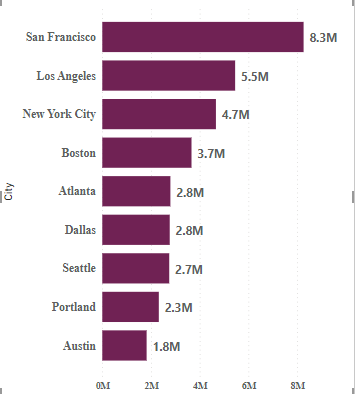 San Francisco 8.3M
Los Angeles 5.5M
New York City 4.7M
Boston 3.7M
Atlanta 2.8M
Dallas 2.8M
Seattle 2.7M
Portland 2.3M
Austin 1.8M
City
0M 2M 4M 6M 8M